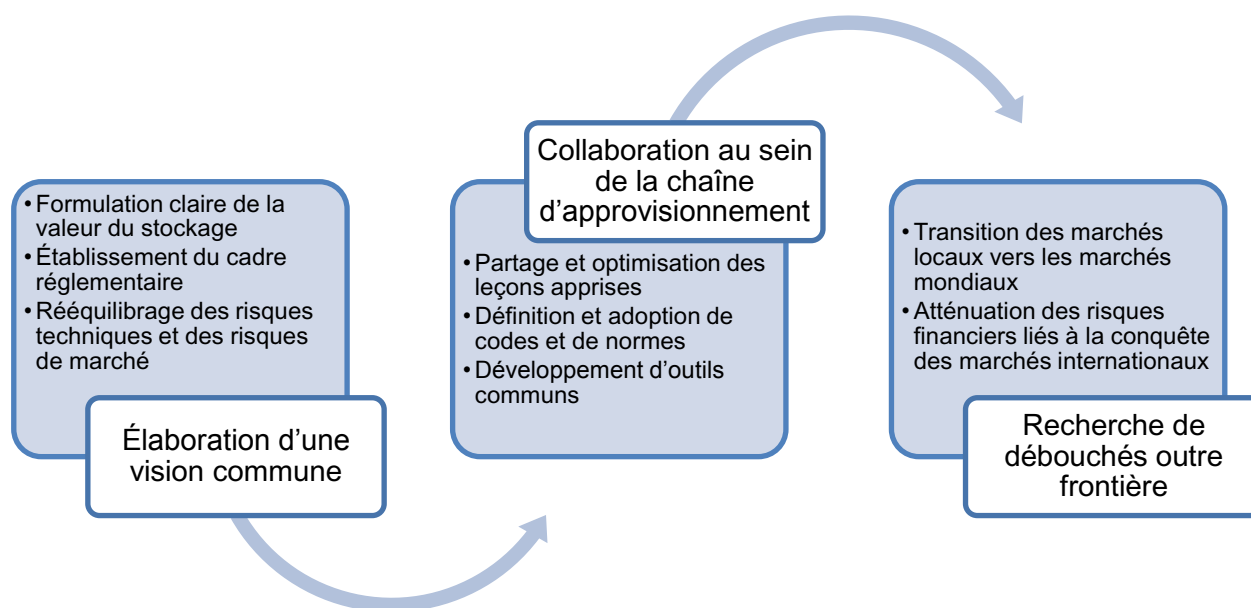 • Formulation claire de la
valeur du stockage
• Établissement du cadre
réglementaire
• Rééquilibrage des risques
techniques et des risques
de marché
Élaboration d’une
vision commune
Collaboration au sein
de la chaîne
d’approvisionnement
• Partage et optimisation des
leçons apprises
• Définition et adoption de
codes et de normes
• Développement d’outils
communs
• Transition des marchés
locaux vers les marchés
mondiaux
• Atténuation des risques
financiers liés à la conquête
des marchés internationaux
Recherche de
débouchés outre
frontière